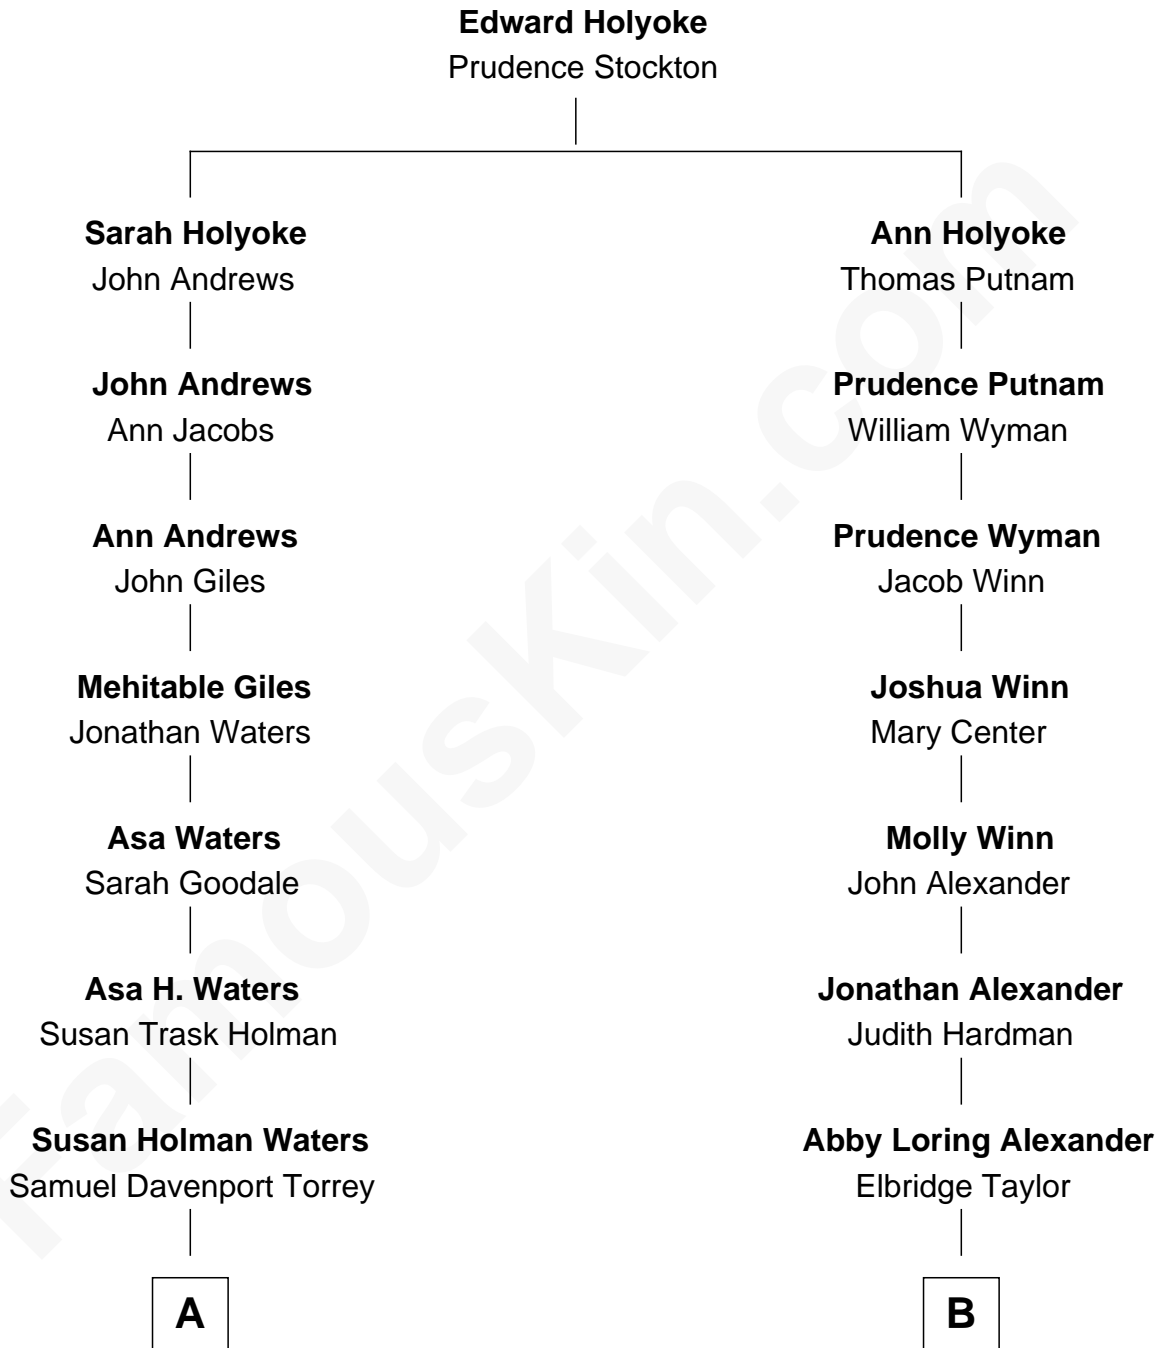 Edward Holyoke
Prudence Stockton
Sarah Holyoke
John Andrews
Ann Holyoke
Thomas Putnam
John Andrews
Ann Jacobs
Prudence Putnam
William Wyman
Ann Andrews
John Giles
Prudence Wyman
Jacob Winn
Mehitable Giles
Jonathan Waters
Joshua Winn
Mary Center
Asa Waters
Sarah Goodale
Molly Winn
John Alexander
Asa H. Waters
Susan Trask Holman
Jonathan Alexander
Judith Hardman
Susan Holman Waters
Samuel Davenport Torrey
Abby Loring Alexander
Elbridge Taylor
A
B
FamousKin.com